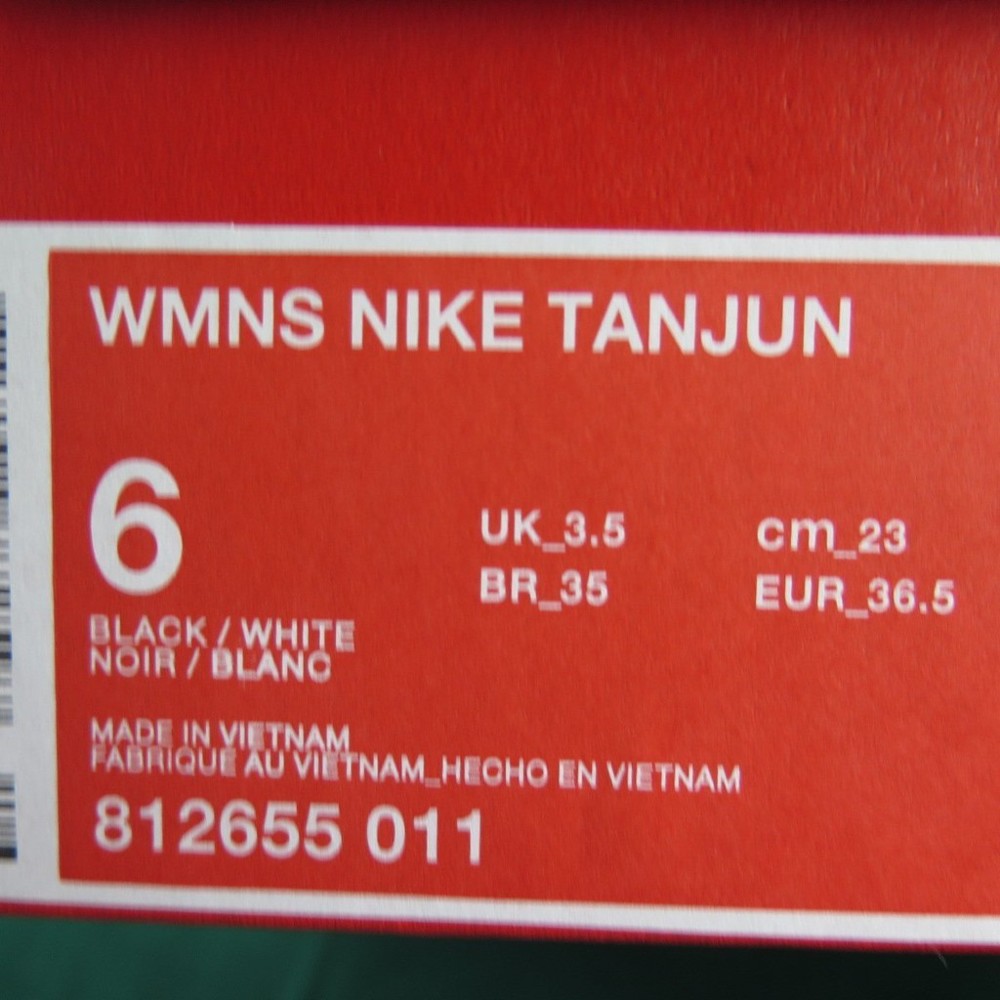 WMNS NIKE TANJUN
6
UK_3.5 cm_23
BR_35 EUR_36.5
BLACK / WHITE
NOIR / BLANC
MADE IN VIETNAM
FABRIQUE AU VIETNAM_HECHO EN VIETNAM
812655 011